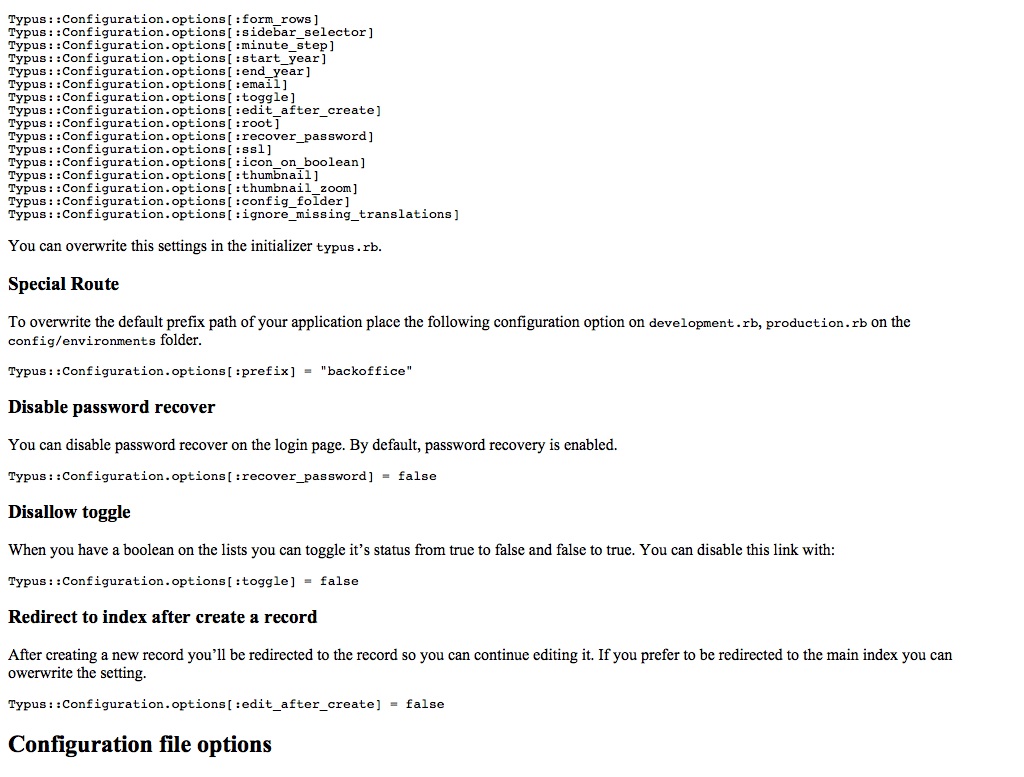 Typus::Configuration.options[:form_rows]
Typus::Configuration.options[:sidebar_selector]
Typus::Configuration.options[:minute_step]
Typus::Configuration.options[:start_year]
Typus::Configuration.options[:end_year]
Typus::Configuration.options[:email]
Typus::Configuration.options[:toggle]
Typus::Configuration.options[:edit_after_create]
Typus::Configuration.options[:root]
Typus::Configuration.options[:recover_password]
Typus::Configuration.options[:ssl]
Typus::Configuration.options[:icon_on_boolean]
Typus::Configuration.options[:thumbnail]
Typus::Configuration.options[:thumbnail_zoom]
Typus::Configuration.options[:config_folder]
Typus::Configuration.options[:ignore_missing_translations]
You can overwrite this settings in the initializer typus.rb.
Special Route
To overwrite the default prefix path of your application place the following configuration option on development.rb, production.rb on the
config/environments folder.
Typus::Configuration.options[:prefix] = "backoffice"
Disable password recover
You can disable password recover on the login page. By default, password recovery is enabled.
Typus::Configuration.options[:recover_password] = false
Disallow toggle
When you have a boolean on the lists you can toggle it’s status from true to false and false to true. You can disable this link with:
Typus::Configuration.options[:toggle] = false
Redirect to index after create a record
After creating a new record you’ll be redirected to the record so you can continue editing it. If you prefer to be redirected to the main index you can
owerwrite the setting.
Typus::Configuration.options[:edit_after_create] = false
Configuration file options